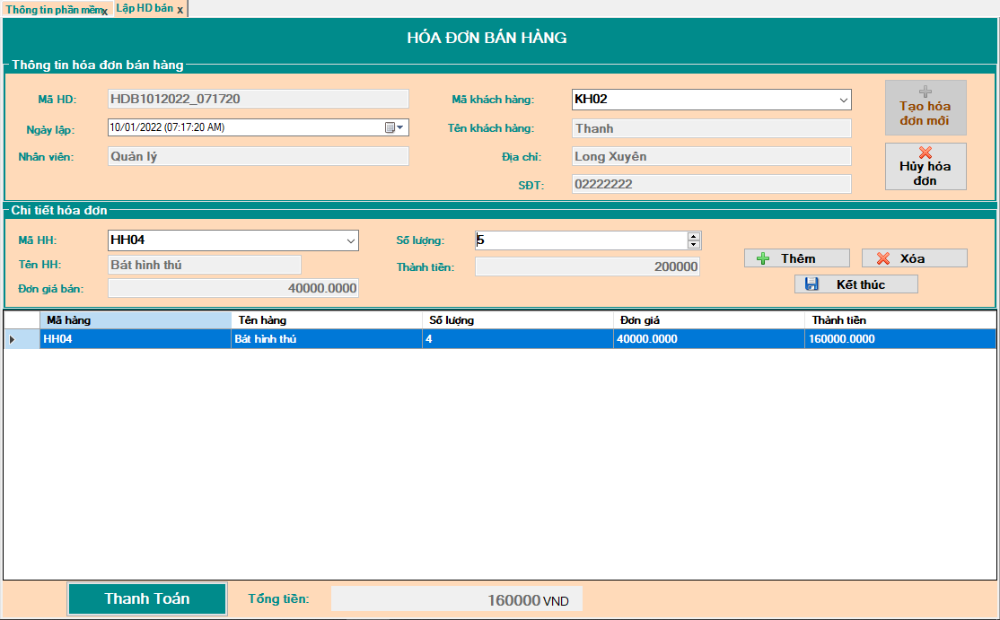 Thông tin phần mềm x Lập HD bán x
HÓA ĐƠN BÁN HÀNG
Thông tin hóa đơn bán hàng
Mã HD: HDB1012022_071720 Mã khách hàng: KH02
Tạo hóa đơn mới
Ngày lập: 10/01/2022 (07:17:20 AM) Tên khách hàng: Thanh
Nhân viên: Quản lý Địa chỉ: Long Xuyên
Hủy hóa đơn
SĐT: 02222222
Chi tiết hóa đơn
Mã HH: HH04 Số lượng: 5
Tên HH: Bát hình thú Thành tiền: 200000
Thêm Xóa
Đơn giá bán: 40000.0000
Kết thúc
Mã hàng Tên hàng Số lượng Đơn giá Thành tiền
HH04 Bát hình thú 4 40000.0000 160000.0000
Thanh Toán Tổng tiền: 160000 VND